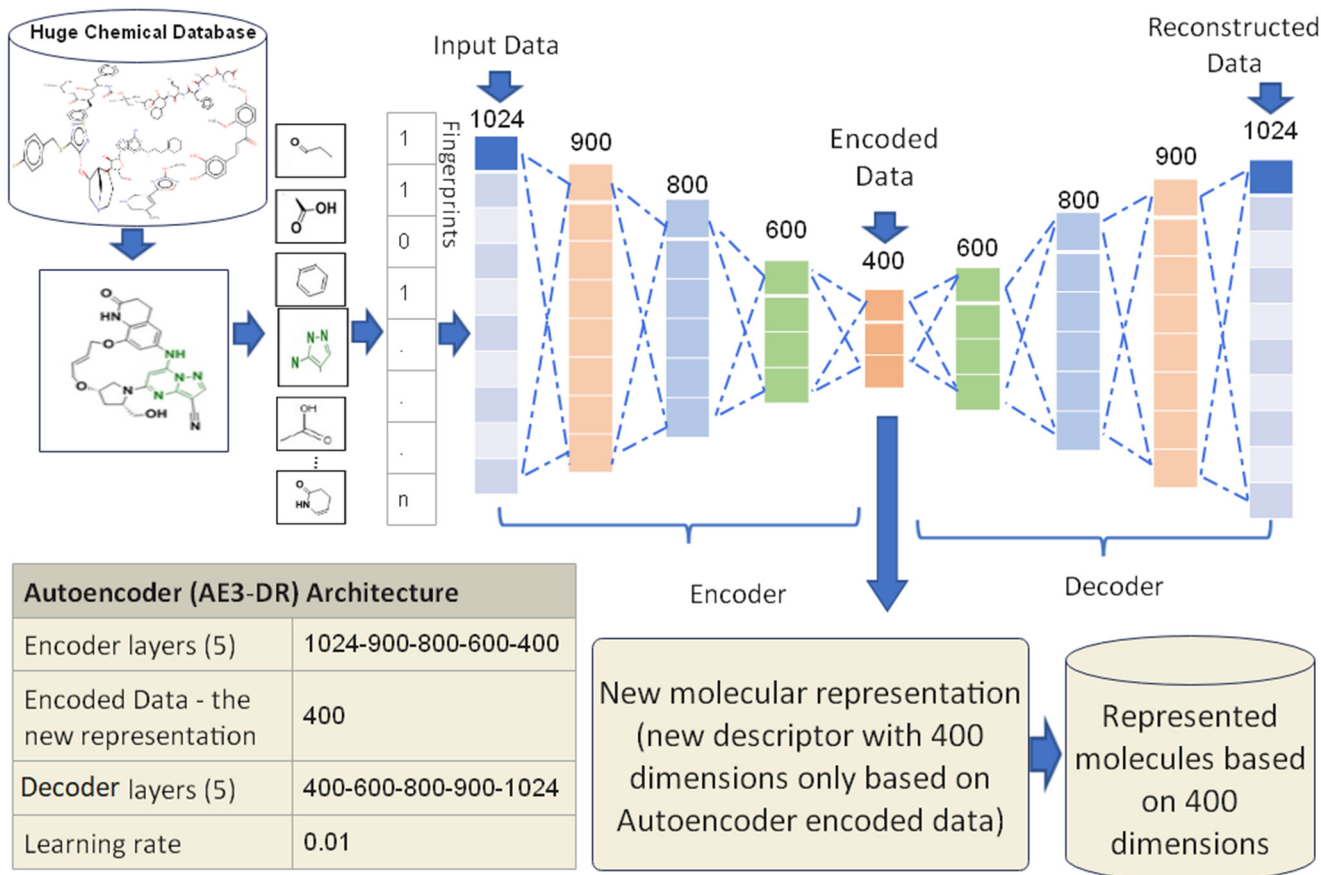 Huge Chemical Database
Input Data
Reconstructed
Data
1024
900
800
600
Encoded
Data
400
600
800
900
1024
Fingerprints
1
1
0
1
.
.
.
n
O
OH
O
N
N
N
OH
O
O
HN
O
HN
O
NH
O
N
N
N
N
OH
N
Encoder
Decoder
Autoencoder (AE3-DR) Architecture
Encoder layers (5) 1024-900-800-600-400
Encoded Data - the
new representation
400
Decoder layers (5) 400-600-800-900-1024
Learning rate 0.01
New molecular representation
(new descriptor with 400
dimensions only based on
Autoencoder encoded data)
Represented
molecules based
on 400
dimensions